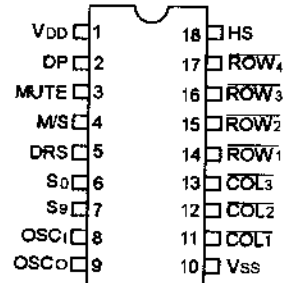 VDD 1 18 HS
DP 2 17 ROW4
MUTE 3 16 ROW3
M/S 4 15 ROW2
DRS 5 14 ROW1
S0 6 13 COL3
S9 7 12 COL2
OSCI 8 11 COL1
OSCO 9 10 VSS